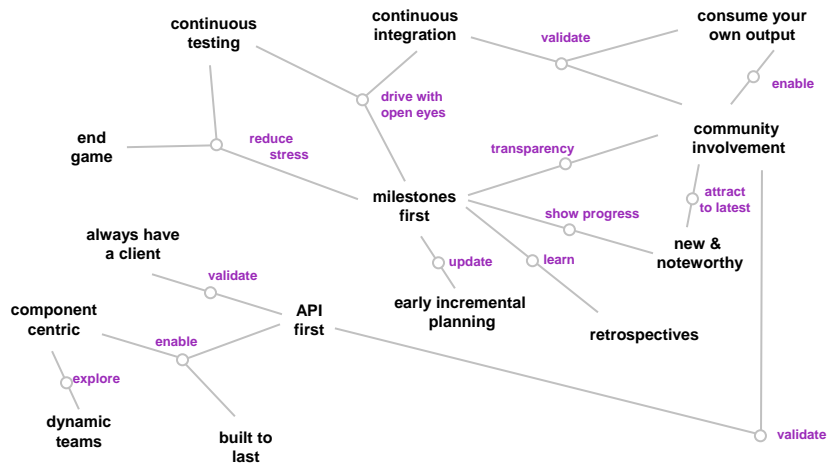 continuous
testing
continuous
integration
consume your
own output
validate
enable
drive with
open eyes
end
game
reduce
stress
community
involvement
transparency
milestones
first
attract
to latest
show progress
always have
a client
new &
noteworthy
validate
update
learn
component
centric
API
first
early incremental
planning
retrospectives
enable
explore
dynamic
teams
built to
last
validate